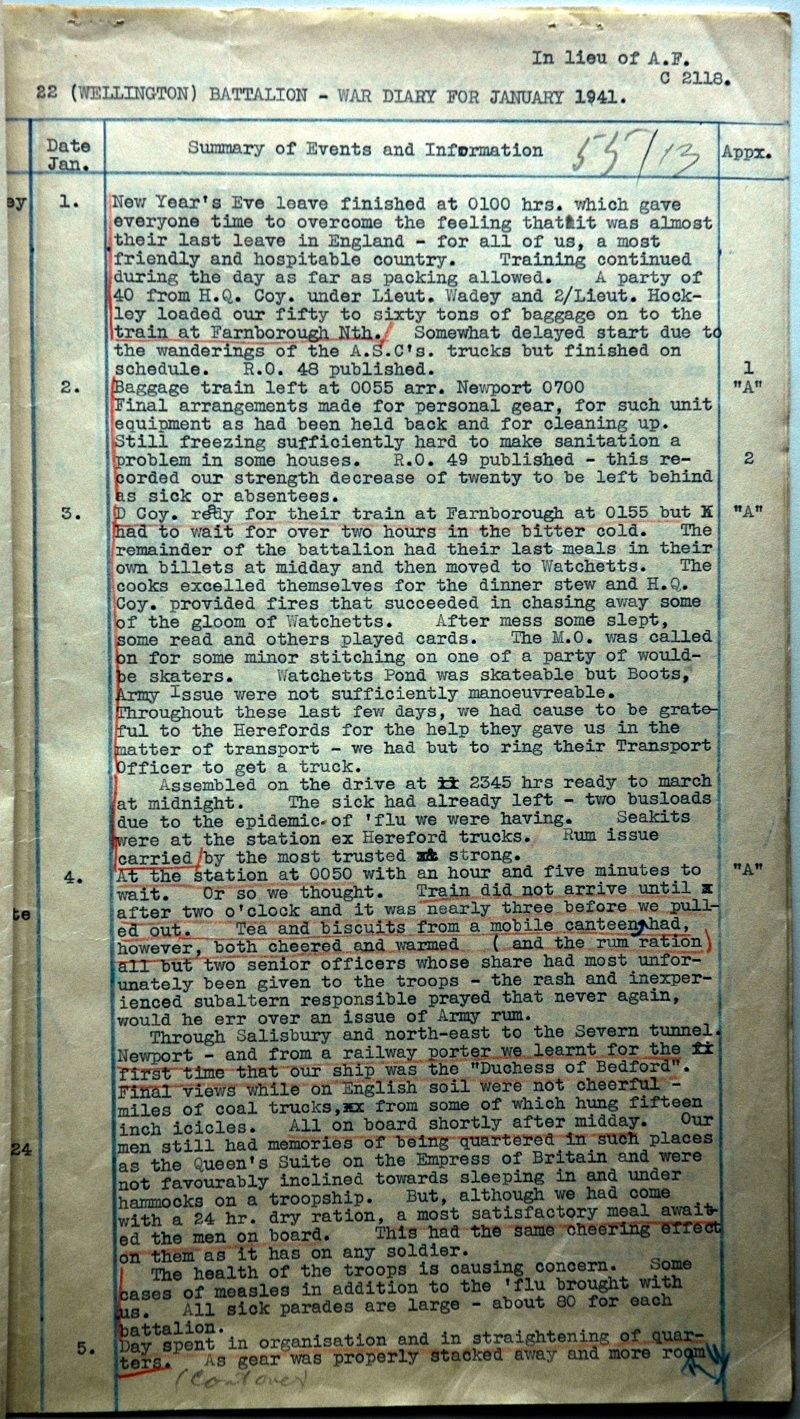 In lieu of A.F.
C 2118.
22 (WELLINGTON) BATTALION - WAR DIARY FOR JANUARY 1941.
Date Jan.
Summary of Events and Information 55/13
Appx.
1. New Year's Eve leave finished at 0100 hrs. which gave
everyone time to overcome the feeling that it was almost
their last leave in England - for all of us, a most
friendly and hospitable country. Training continued
during the day as far as packing allowed. A party of
40 from H.Q. Coy. under Lieut. Wadey and 2/Lieut. Hock-
ley loaded our fifty to sixty tons of baggage on to the
train at Farnborough Nth. Somewhat delayed start due to
the wanderings of the A.S.C's. trucks but finished on
schedule. R.O. 48 published. 1
2. Baggage train left at 0055 arr. Newport 0700 "A"
Final arrangements made for personal gear, for such unit
equipment as had been held back and for cleaning up.
Still freezing sufficiently hard to make sanitation a
problem in some houses. R.O. 49 published - this re- 2
corded our strength decrease of twenty to be left behind
as sick or absentees.
3. D Coy. ready for their train at Farnborough at 0155 but "A"
had to wait for over two hours in the bitter cold. The
remainder of the battalion had their last meals in their
own billets at midday and then moved to Watchetts. The
cooks excelled themselves for the dinner stew and H.Q.
Coy. provided fires that succeeded in chasing away some
of the gloom of Watchetts. After mess some slept,
some read and others played cards. The M.O. was called
on for some minor stitching on one of a party of would-
be skaters. Watchetts Pond was skateable but Boots,
Army Issue were not sufficiently manoeuvreable.
Throughout these last few days, we had cause to be grate-
ful to the Herefords for the help they gave us in the
matter of transport - we had but to ring their Transport
Officer to get a truck.
Assembled on the drive at 2345 hrs ready to march
at midnight. The sick had already left - two busloads
due to the epidemic of 'flu we were having. Seakits
were at the station ex Hereford trucks. Rum issue
carried by the most trusted strong.
4. At the station at 0050 with an hour and five minutes to "A"
wait. Or so we thought. Train did not arrive until
after two o'clock and it was nearly three before we pull-
ed out. Tea and biscuits from a mobile canteen, had,
however, both cheered and warmed ( and the rum ration)
all but two senior officers whose share had most unfor-
unately been given to the troops - the rash and inexper-
ienced subaltern responsible prayed that never again,
would he err over an issue of Army rum.
Through Salisbury and north-east to the Severn tunnel.
Newport - and from a railway porter we learnt for the
first time that our ship was the "Duchess of Bedford".
Final views while on English soil were not cheerful -
miles of coal trucks, from some of which hung fifteen
inch icicles. All on board shortly after midday. Our
men still had memories of being quartered in such places
as the Queen's Suite on the Empress of Britain and were
not favourably inclined towards sleeping in and under
hammocks on a troopship. But, although we had come
with a 24 hr. dry ration, a most satisfactory meal await-
ed the men on board. This had the same cheering effect
on them as it has on any soldier.
The health of the troops is causing concern. Some
cases of measles in addition to the 'flu brought with
us. All sick parades are large - about 80 for each
battalion.
5. Day spent in organisation and in straightening of quar-
ters. As gear was properly stacked away and more room
(Cont over)
ey
te
24